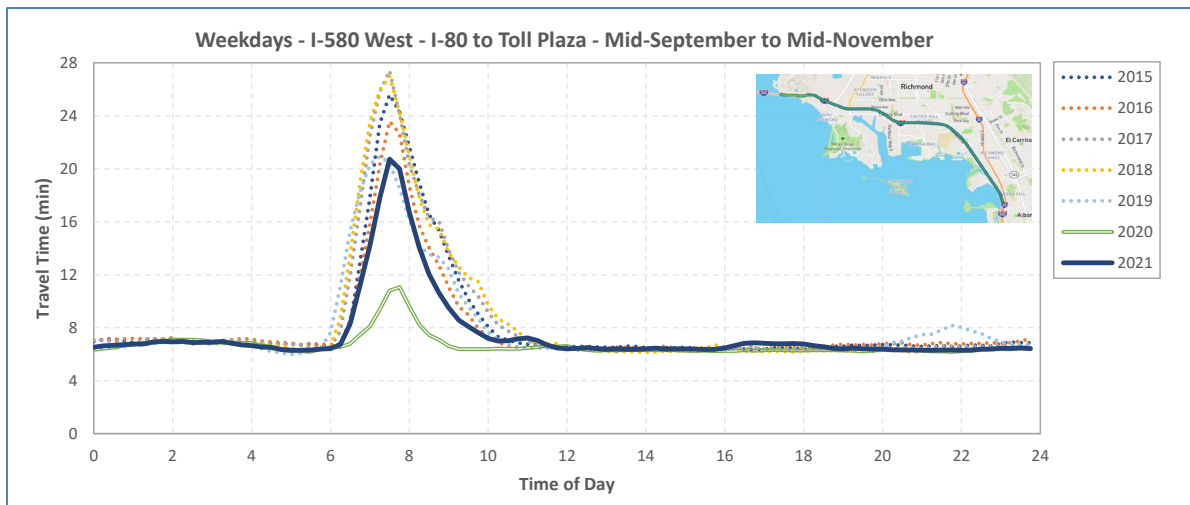 Weekdays - I-580 West - I-80 to Toll Plaza - Mid-September to Mid-November
Travel Time (min)
28
24
20
16
12
8
4
0
0 2 4 6 8 10 12 14 16 18 20 22 24
Time of Day
2015
2016
2017
2018
2019
2020
2021
Richmond
El Cerrito
Albany